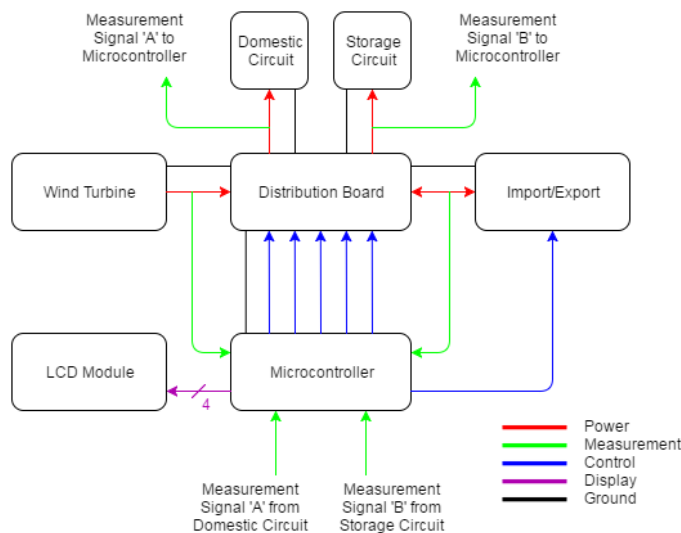 Measurement
Signal 'A' to
Microcontroller
Domestic
Circuit
Storage
Circuit
Measurement
Signal 'B' to
Microcontroller
Wind Turbine
Distribution Board
Import/Export
LCD Module
4
Microcontroller
Measurement
Signal 'A' from
Domestic Circuit
Measurement
Signal 'B' from
Storage Circuit
Power
Measurement
Control
Display
Ground